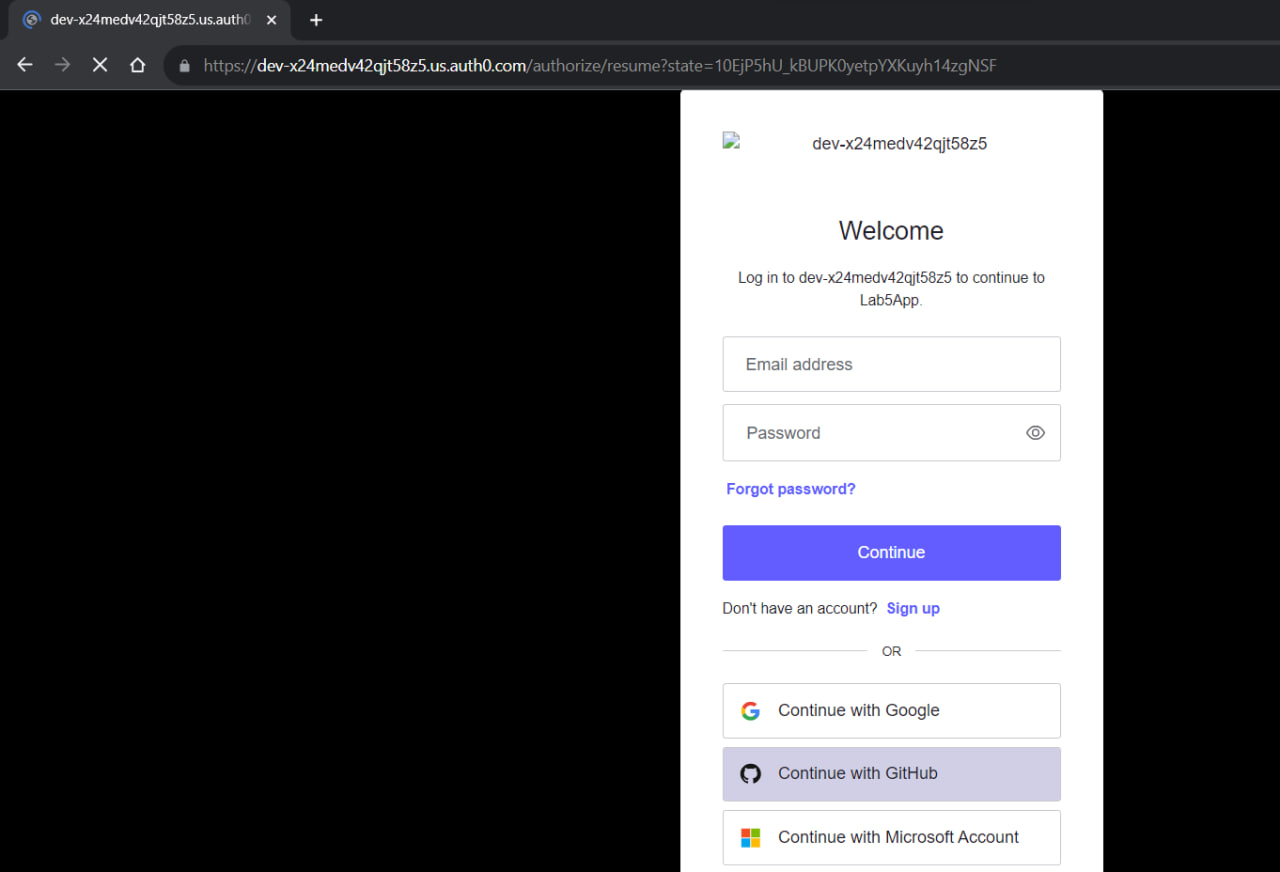 dev-x24medv42qjt58z5.us.auth0
https://dev-x24medv42qjt58z5.us.auth0.com/authorize/resume?state=10EjP5hU_kBUPK0yetpYXKuyh14zgNSF
dev-x24medv42qjt58z5
Welcome
Log in to dev-x24medv42qjt58z5 to continue to
Lab5App.
Email address
Password
Forgot password?
Continue
Don't have an account? Sign up
OR
Continue with Google
Continue with GitHub
Continue with Microsoft Account